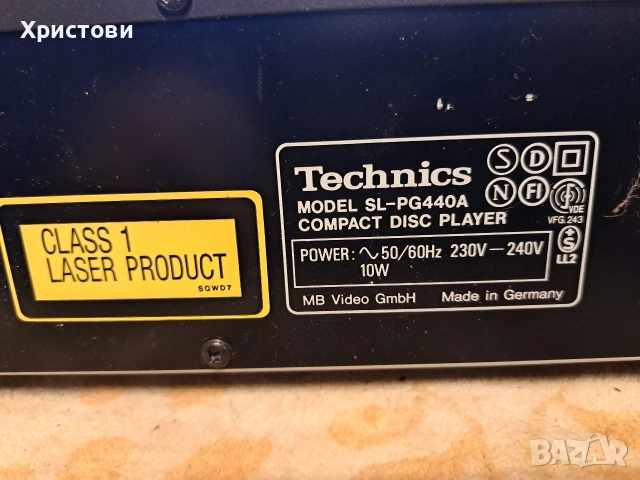 Христови
Technics
MODEL SL-PG440A
COMPACT DISC PLAYER
POWER: ∿ 50/60Hz 230V—240V
10W
MB Video GmbH Made in Germany
S D
N FI
VDE
VFG.243
S
LL2
CLASS 1
LASER PRODUCT
SQWD7
BAZAR